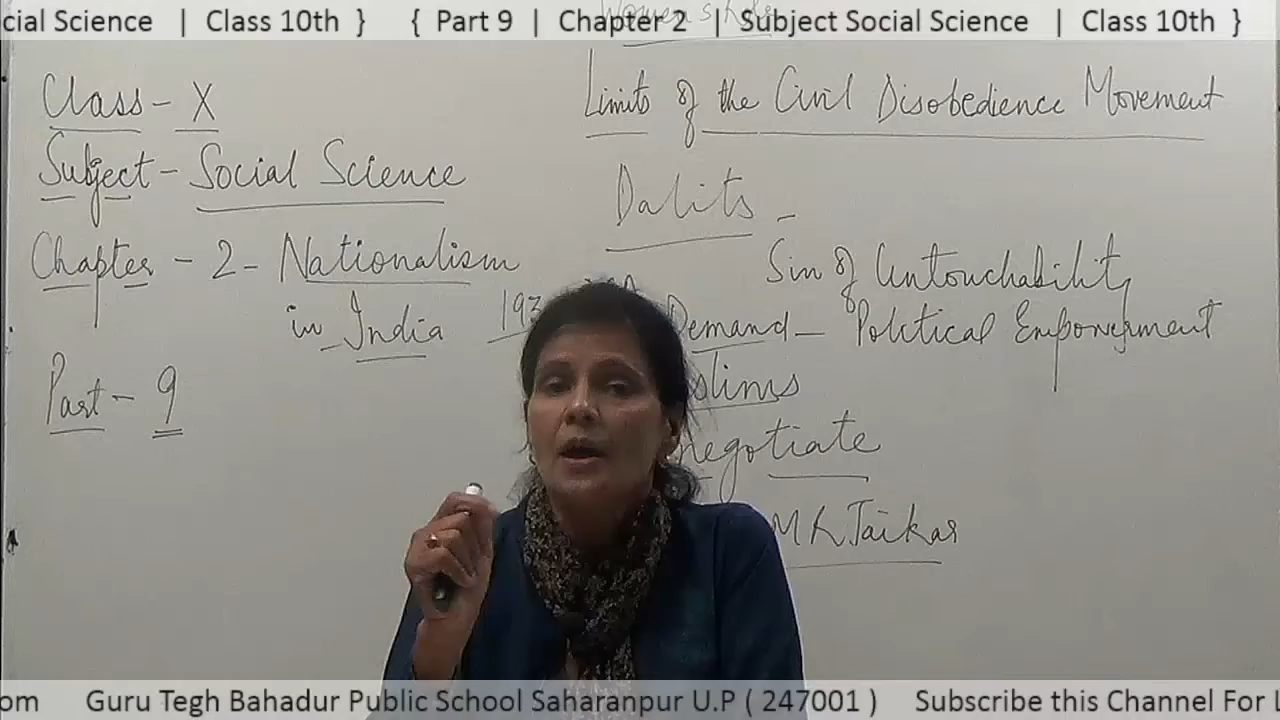 cial Science | Class 10th } { Part 9 | Chapter 2 | Subject Social Science | Class 10th }
Class - X
Subject - Social Science
Chapter - 2 - Nationalism
in India
Part - 9
Limits of the Civil Disobedience Movement
Dalits -
Sin of Untouchability
Demand - Political Empowerment
negotiate
M R Jaikar
om Guru Tegh Bahadur Public School Saharanpur U.P ( 247001 ) Subscribe this Channel For